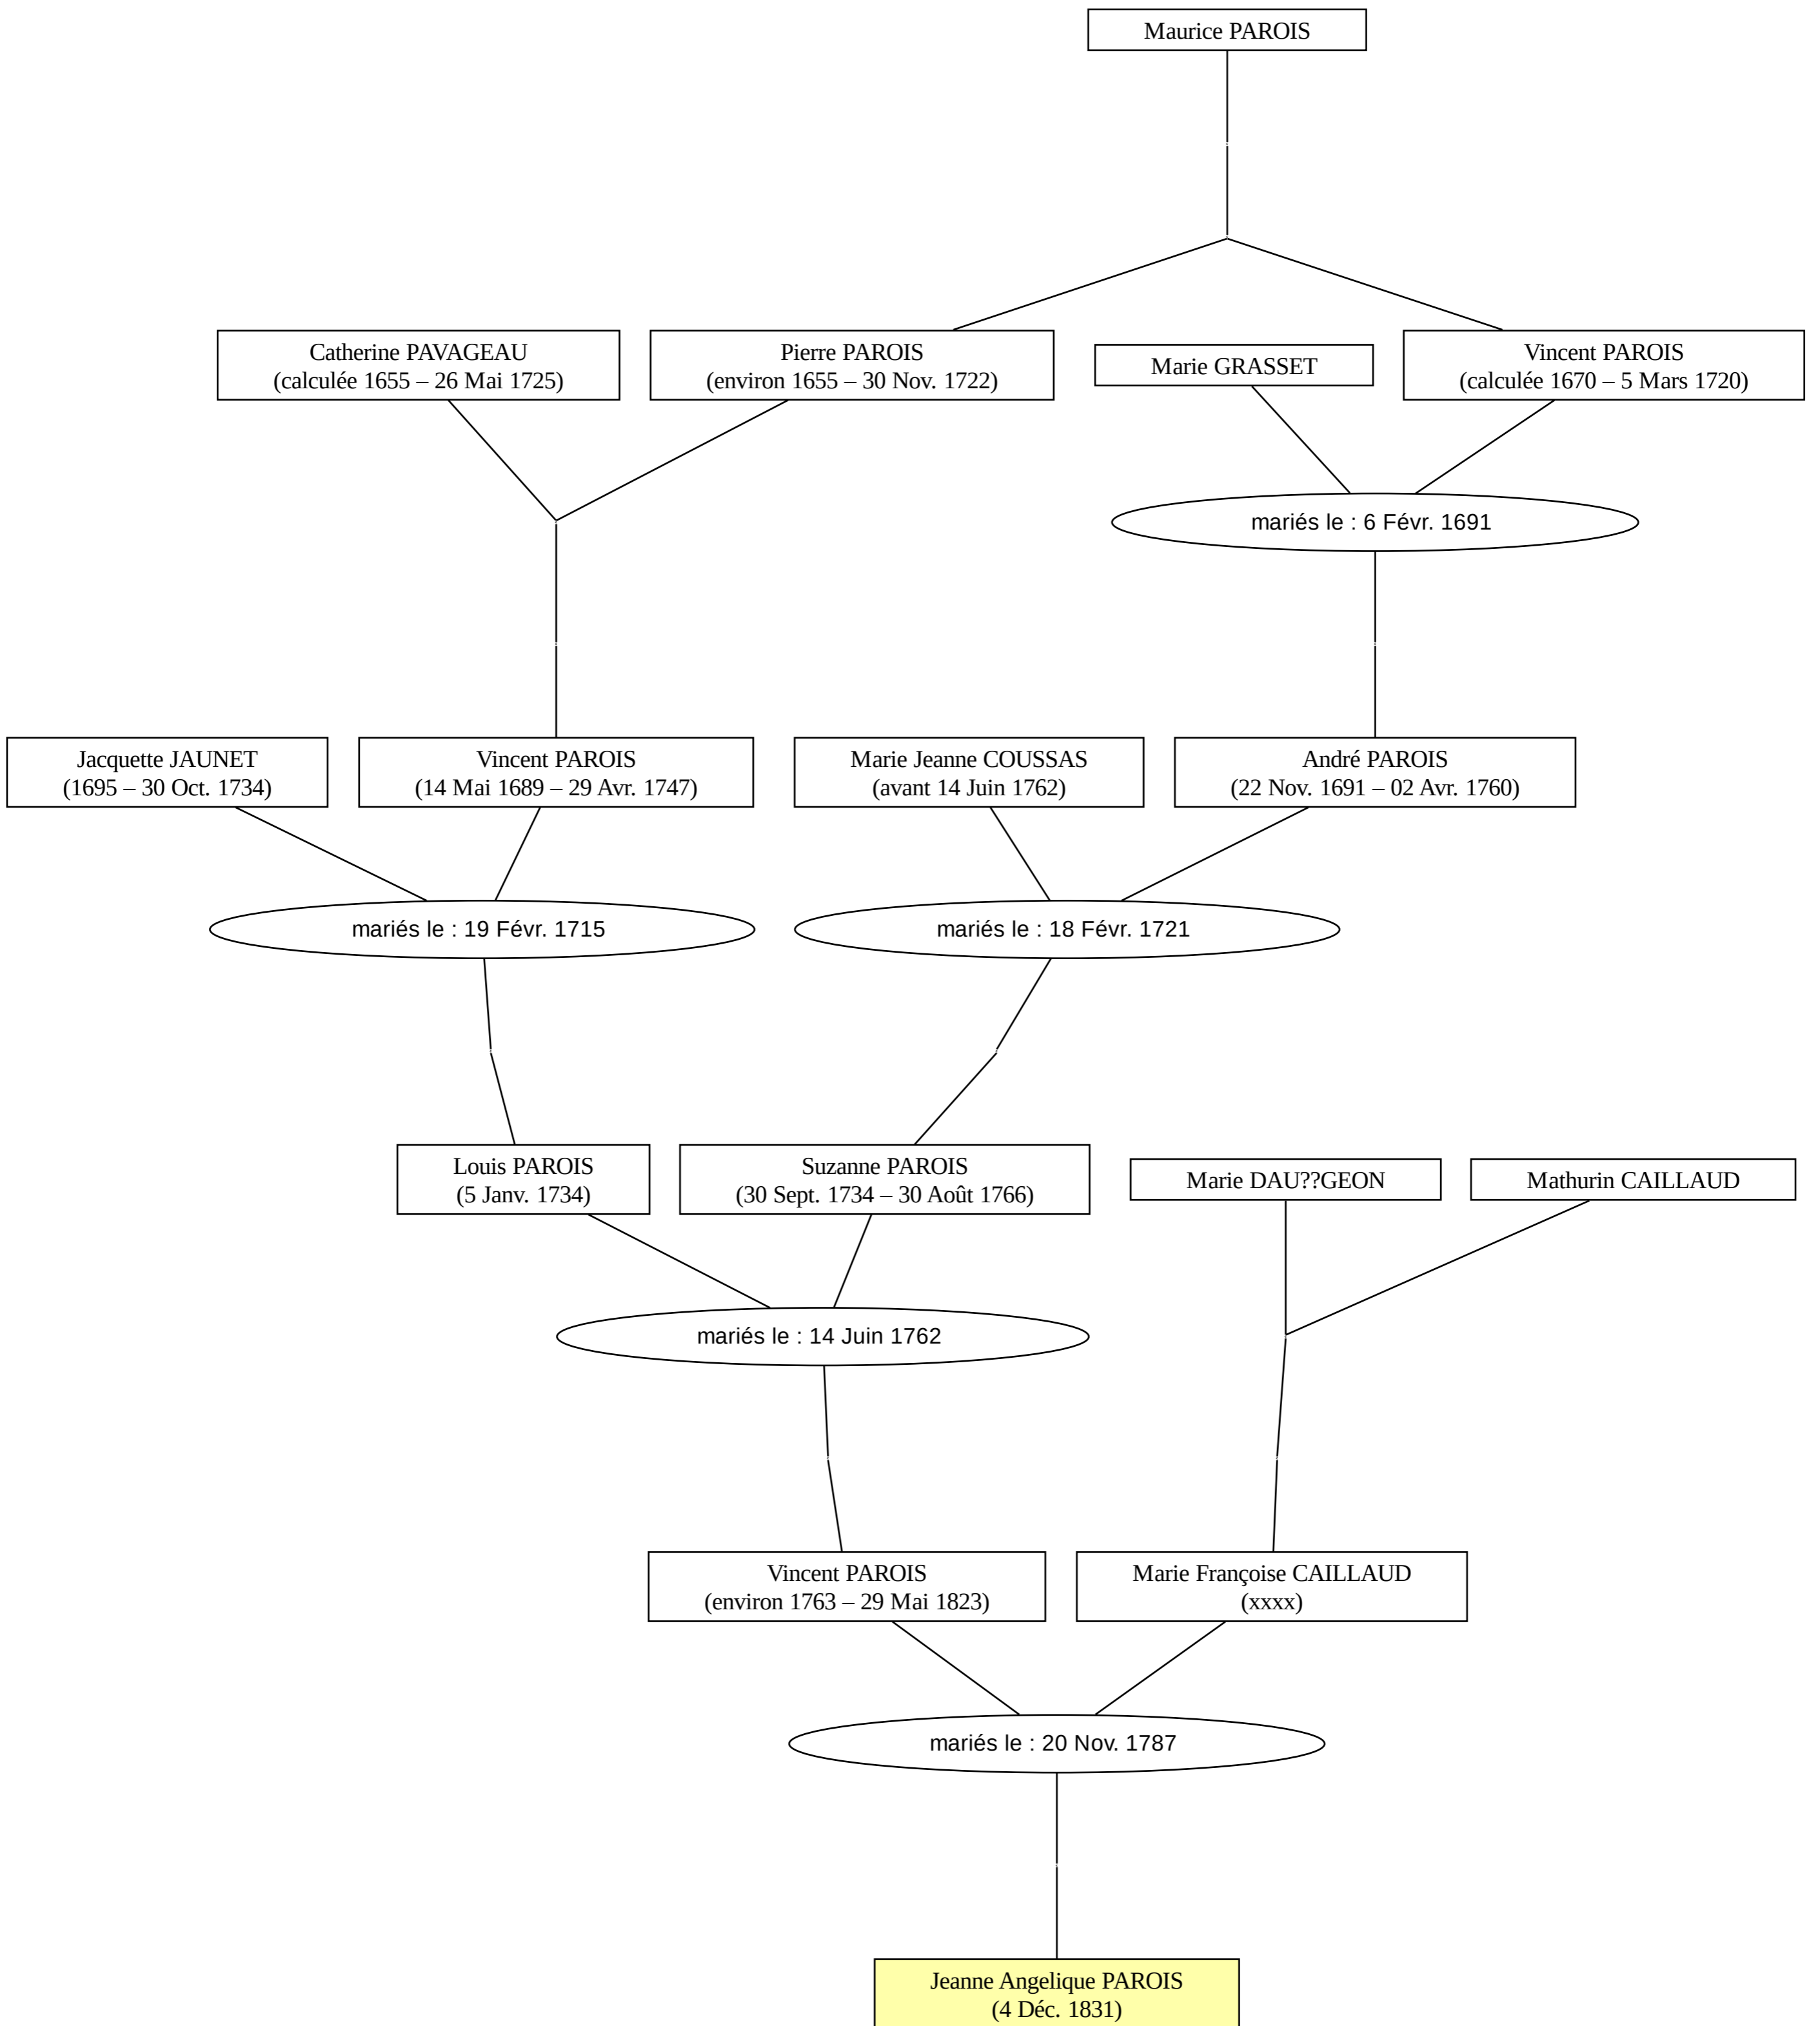 Maurice PAROIS
Catherine PAVAGEAU
(calculée 1655 – 26 Mai 1725)
Pierre PAROIS
(environ 1655 – 30 Nov. 1722)
Marie GRASSET
Vincent PAROIS
(calculée 1670 – 5 Mars 1720)
mariés le : 6 Févr. 1691
Jacquette JAUNET
(1695 – 30 Oct. 1734)
Vincent PAROIS
(14 Mai 1689 – 29 Avr. 1747)
Marie Jeanne COUSSAS
(avant 14 Juin 1762)
André PAROIS
(22 Nov. 1691 – 02 Avr. 1760)
mariés le : 19 Févr. 1715
mariés le : 18 Févr. 1721
Louis PAROIS
(5 Janv. 1734)
Suzanne PAROIS
(30 Sept. 1734 – 30 Août 1766)
Marie DAU??GEON
Mathurin CAILLAUD
mariés le : 14 Juin 1762
Vincent PAROIS
(environ 1763 – 29 Mai 1823)
Marie Françoise CAILLAUD
(xxxx)
mariés le : 20 Nov. 1787
Jeanne Angelique PAROIS
(4 Déc. 1831)